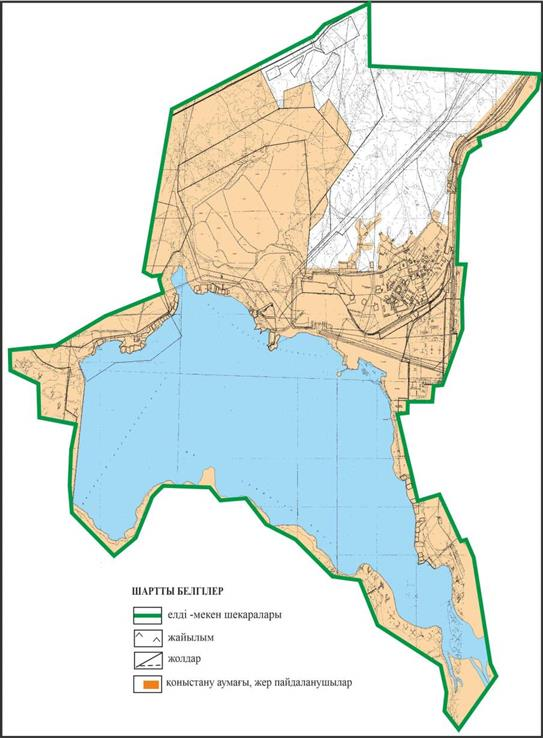 ШАРТТЫ БЕЛГІЛЕР
елді -мекен шекаралары
жайылым
жолдар
қоныстану аумағы, жер пайдаланушылар